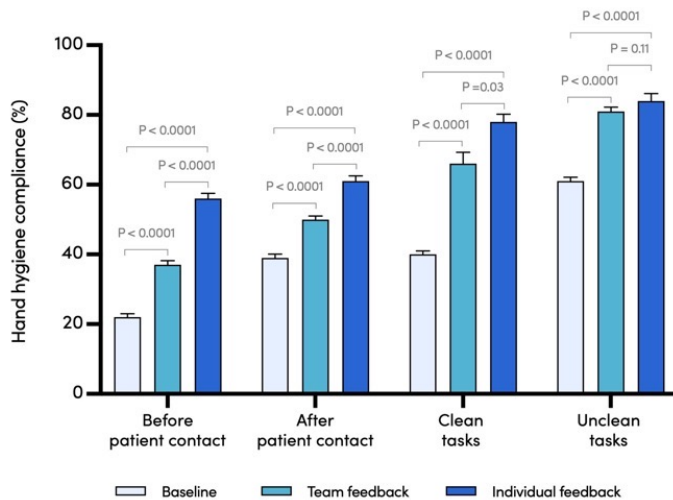 100
80
60
40
20
0
Hand hygiene compliance (%)
P < 0.0001
P < 0.0001
P < 0.0001
P < 0.0001
P < 0.0001
P < 0.0001
P < 0.0001
P =0.03
P < 0.0001
P < 0.0001
P = 0.11
P < 0.0001
Before
patient contact
After
patient contact
Clean
tasks
Unclean
tasks
Baseline
Team feedback
Individual feedback